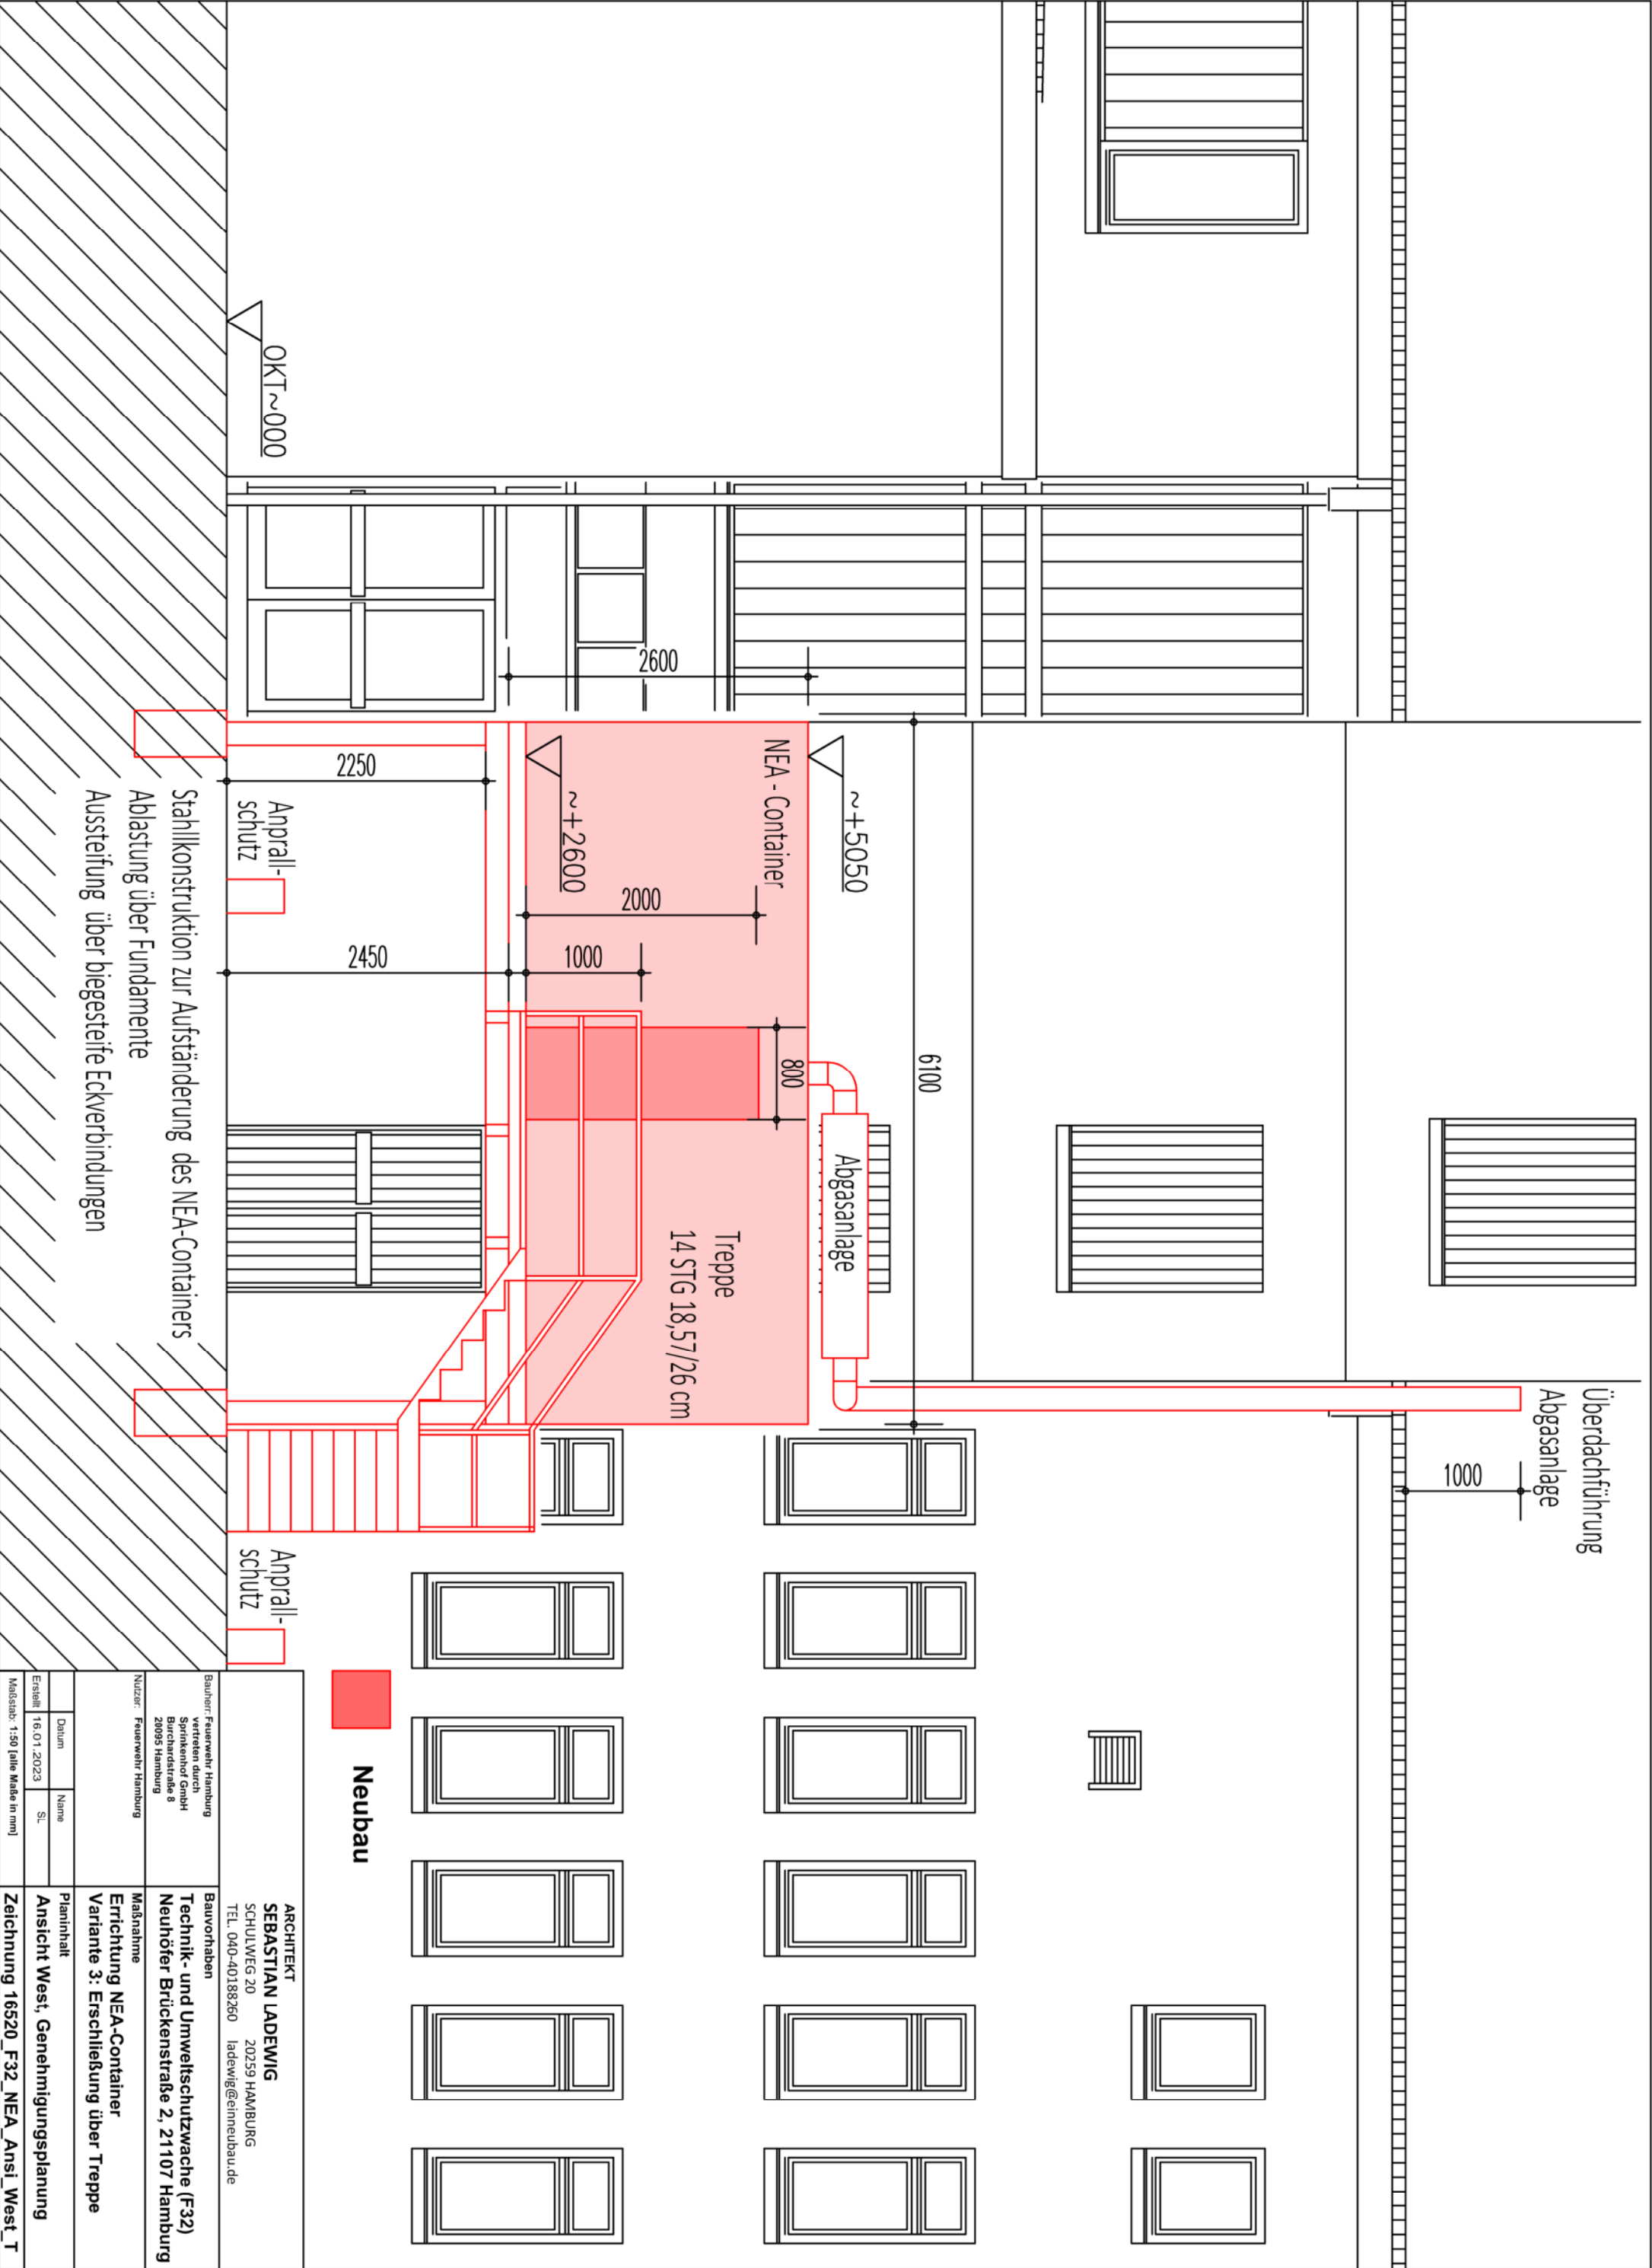 Überdachführung
Abgasanlage
1000
6100
~+5050
Abgasanlage
NEA - Container
800
Treppe
14 STG 18,57/26 cm
2600
2000
~+2600
1000
2250
2450
OKT~000
Anprall-
schutz
Anprall-
schutz
Stahllkonstruktion zur Aufständerung des NEA-Containers
Ablastung über Fundamente
Aussteifung über biegesteife Eckverbindungen
Neubau
ARCHITEKT
SEBASTIAN LADEWIG
SCHULWEG 20 20259 HAMBURG
TEL. 040-40188260 ladewig@einneubau.de
Bauherr: Feuerwehr Hamburg
vertreten durch
Sprinkenhof GmbH
Burchardstraße 8
20095 Hamburg
Nutzer: Feuerwehr Hamburg
Bauvorhaben
Technik- und Umweltschutzwache (F32)
Neuhöfer Brückenstraße 2, 21107 Hamburg
Maßnahme
Errichtung NEA-Container
Variante 3: Erschließung über Treppe
Datum Name
Erstellt 16.01.2023 SL
Planinhalt
Ansicht West, Genehmigungsplanung
Maßstab: 1:50 [alle Maße in mm]
Zeichnung 16520_F32_NEA_Ansi_West_T